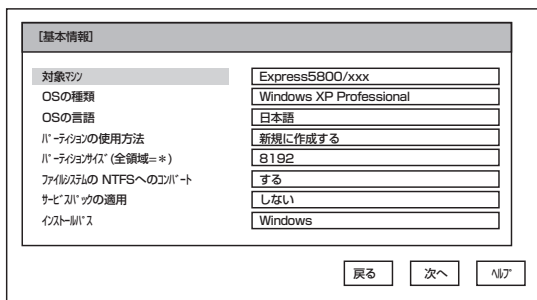 [基本情報]
対象ﾏｼﾝ Express5800/xxx
OSの種類 Windows XP Professional
OSの言語 日本語
ﾊﾟｰﾃｨｼｮﾝの使用方法 新規に作成する
ﾊﾟｰﾃｨｼｮﾝｻｲｽﾞ(全領域=＊) 8192
ﾌｧｲﾙｼｽﾃﾑの NTFSへのｺﾝﾊﾞｰﾄ する
ｻｰﾋﾞｽﾊﾟｯｸの適用 しない
ｲﾝｽﾄｰﾙﾊﾟｽ Windows
戻る 次へ ﾍﾙﾌﾟ